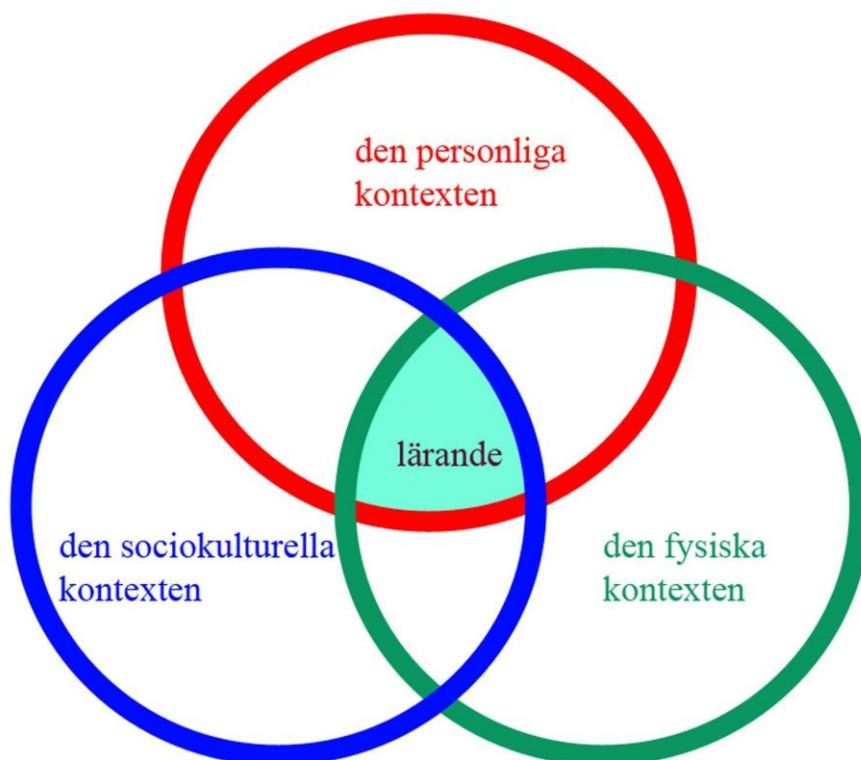 den personliga
kontexten
lärande
den sociokulturella
kontexten
den fysiska
kontexten